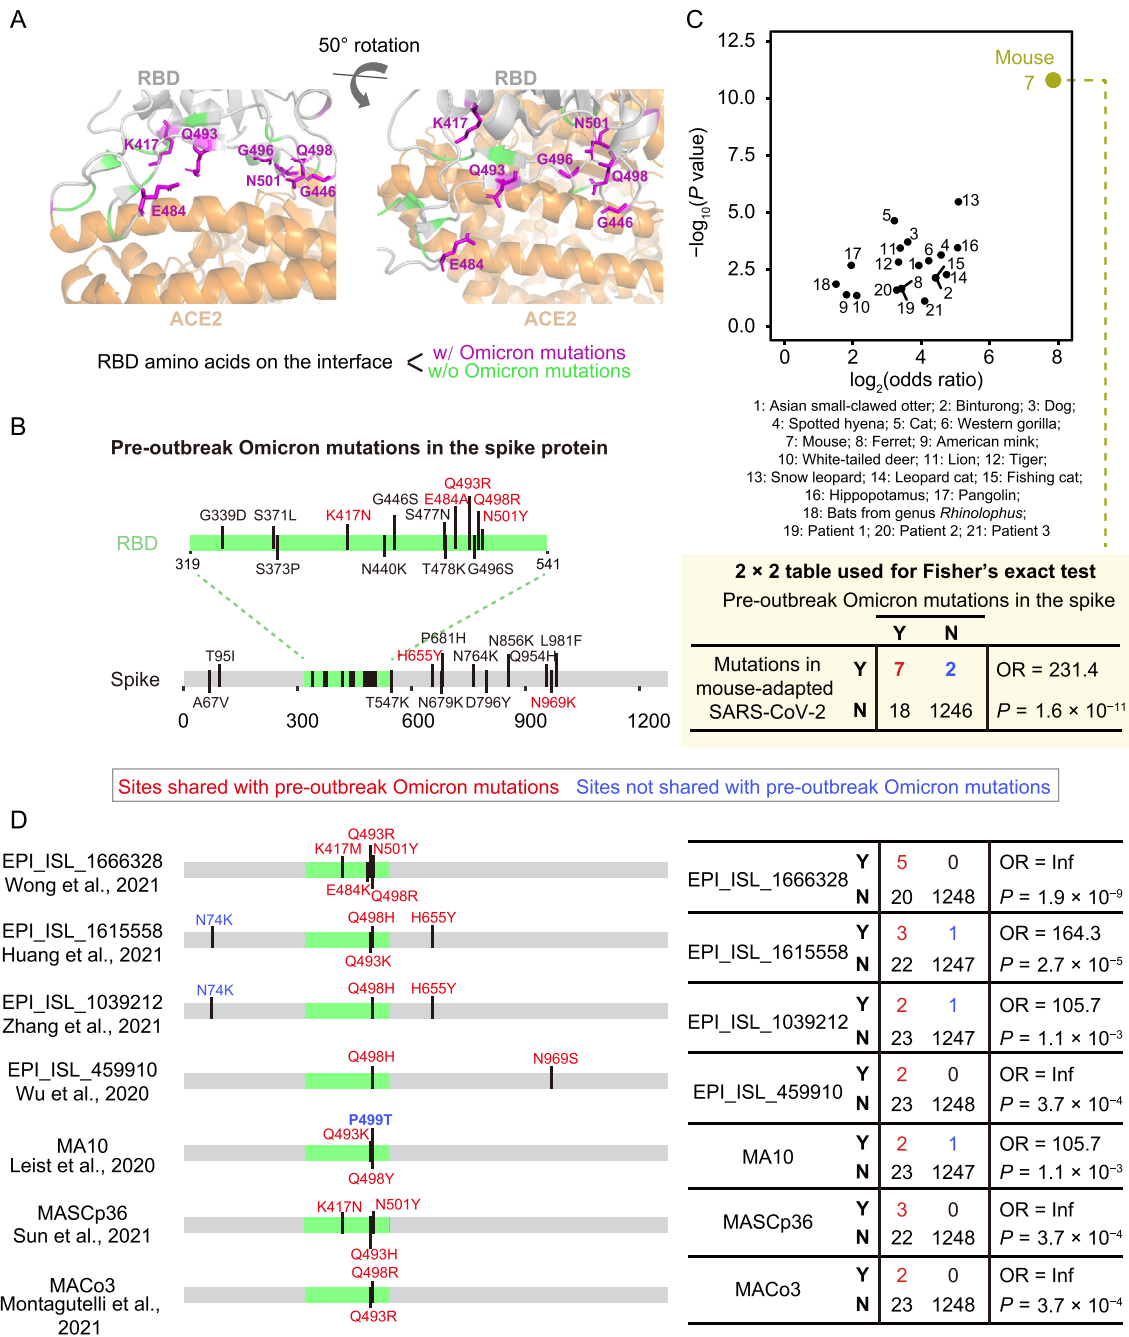 A
50° rotation
RBD
RBD
K417
Q493
G496
Q498
N501
G446
E484
K417
N501
Q493
G496
Q498
G446
E484
ACE2
ACE2
RBD amino acids on the interface < w/ Omicron mutations
w/o Omicron mutations
B
Pre-outbreak Omicron mutations in the spike protein
Q493R
G446S E484A Q498R
G339D S371L K417N S477N N501Y
RBD
319 S373P N440K T478K G496S 541
P681H N856K L981F
T95I H655Y N764K Q954H
Spike
A67V T547K N679K D796Y N969K
0 300 600 900 1200
C
12.5
10.0
7.5
5.0
2.5
0.0
−log10(P value)
Mouse
7
13
5
3
11
4
16
6
15
12
1
17
14
18
8
20
2
9
10
19
21
0 2 4 6 8
log2(odds ratio)
1: Asian small-clawed otter; 2: Binturong; 3: Dog;
4: Spotted hyena; 5: Cat; 6: Western gorilla;
7: Mouse; 8: Ferret; 9: American mink;
10: White-tailed deer; 11: Lion; 12: Tiger;
13: Snow leopard; 14: Leopard cat; 15: Fishing cat;
16: Hippopotamus; 17: Pangolin;
18: Bats from genus Rhinolophus;
19: Patient 1; 20: Patient 2; 21: Patient 3
2 × 2 table used for Fisher's exact test
Pre-outbreak Omicron mutations in the spike
Y N
Mutations in mouse-adapted SARS-CoV-2
Y 7 2 OR = 231.4
N 18 1246 P = 1.6 × 10−11
Sites shared with pre-outbreak Omicron mutations Sites not shared with pre-outbreak Omicron mutations
D
EPI_ISL_1666328
Wong et al., 2021
Q493R
K417M N501Y
E484K Q498R
EPI_ISL_1666328
Y 5 0 OR = Inf
N 20 1248 P = 1.9 × 10−9
EPI_ISL_1615558
Huang et al., 2021
N74K Q498H H655Y
Q493K
EPI_ISL_1615558
Y 3 1 OR = 164.3
N 22 1247 P = 2.7 × 10−5
EPI_ISL_1039212
Zhang et al., 2021
N74K Q498H H655Y
EPI_ISL_1039212
Y 2 1 OR = 105.7
N 23 1247 P = 1.1 × 10−3
EPI_ISL_459910
Wu et al., 2020
Q498H N969S
EPI_ISL_459910
Y 2 0 OR = Inf
N 23 1248 P = 3.7 × 10−4
MA10
Leist et al., 2020
P499T
Q493K
Q498Y
MA10
Y 2 1 OR = 105.7
N 23 1247 P = 1.1 × 10−3
MASCp36
Sun et al., 2021
K417N N501Y
Q493H
MASCp36
Y 3 0 OR = Inf
N 22 1248 P = 3.7 × 10−4
MACo3
Montagutelli et al.,
2021
Q498R
Q493R
MACo3
Y 2 0 OR = Inf
N 23 1248 P = 3.7 × 10−4